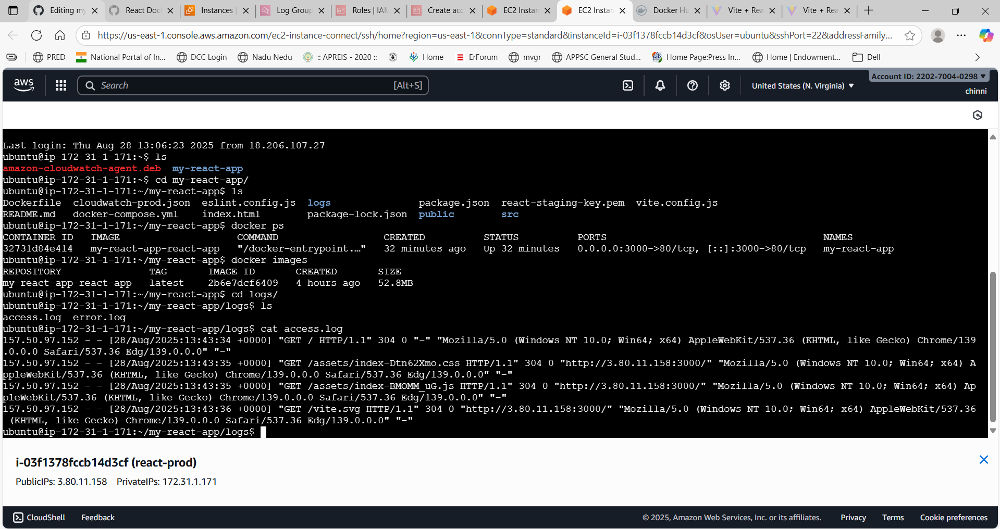 Editing my
React Doc
Instances
Log Group
Roles | IAM
Create acc
EC2 Instan
EC2 Instan
Docker Hu
Vite + Rea
Vite + Rea
https://us-east-1.console.aws.amazon.com/ec2-instance-connect/ssh/home?region=us-east-1&connType=standard&instanceId=i-03f1378fccb14d3cf&osUser=ubuntu&sshPort=22&addressFamily...
PRED
National Portal of In...
DCC Login
Nadu Nedu
:: APREIS - 2020 ::
Home
ErForum
mvgr
APPSC General Stud...
Home Page:Press In...
Home | Endowment...
Dell
aws
Search
[Alt+S]
United States (N. Virginia)
Account ID: 2202-7004-0298
chinni
Last login: Thu Aug 28 13:06:23 2025 from 18.206.107.27
ubuntu@ip-172-31-1-171:~$ ls
amazon-cloudwatch-agent.deb  my-react-app
ubuntu@ip-172-31-1-171:~$ cd my-react-app/
ubuntu@ip-172-31-1-171:~/my-react-app$ ls
Dockerfile  cloudwatch-prod.json  eslint.config.js  logs  package.json  react-staging-key.pem  vite.config.js
README.md  docker-compose.yml  index.html  package-lock.json  public  src
ubuntu@ip-172-31-1-171:~/my-react-app$ docker ps
CONTAINER ID  IMAGE  COMMAND  CREATED  STATUS  PORTS  NAMES
32731d84e414  my-react-app-react-app  "/docker-entrypoint.…"  32 minutes ago  Up 32 minutes  0.0.0.0:3000->80/tcp, [::]:3000->80/tcp  my-react-app
ubuntu@ip-172-31-1-171:~/my-react-app$ docker images
REPOSITORY  TAG  IMAGE ID  CREATED  SIZE
my-react-app-react-app  latest  2b6e7dcf6409  4 hours ago  52.8MB
ubuntu@ip-172-31-1-171:~/my-react-app$ cd logs/
ubuntu@ip-172-31-1-171:~/my-react-app/logs$ ls
access.log  error.log
ubuntu@ip-172-31-1-171:~/my-react-app/logs$ cat access.log
157.50.97.152 - - [28/Aug/2025:13:43:34 +0000] "GET / HTTP/1.1" 304 0 "-" "Mozilla/5.0 (Windows NT 10.0; Win64; x64) AppleWebKit/537.36 (KHTML, like Gecko) Chrome/139
.0.0.0 Safari/537.36 Edg/139.0.0.0" "-"
157.50.97.152 - - [28/Aug/2025:13:43:35 +0000] "GET /assets/index-Dtn62Xmo.css HTTP/1.1" 304 0 "http://3.80.11.158:3000/" "Mozilla/5.0 (Windows NT 10.0; Win64; x64) A
ppleWebKit/537.36 (KHTML, like Gecko) Chrome/139.0.0.0 Safari/537.36 Edg/139.0.0.0" "-"
157.50.97.152 - - [28/Aug/2025:13:43:35 +0000] "GET /assets/index-BMOMM_uG.js HTTP/1.1" 304 0 "http://3.80.11.158:3000/" "Mozilla/5.0 (Windows NT 10.0; Win64; x64) Ap
pleWebKit/537.36 (KHTML, like Gecko) Chrome/139.0.0.0 Safari/537.36 Edg/139.0.0.0" "-"
157.50.97.152 - - [28/Aug/2025:13:43:36 +0000] "GET /vite.svg HTTP/1.1" 304 0 "http://3.80.11.158:3000/" "Mozilla/5.0 (Windows NT 10.0; Win64; x64) AppleWebKit/537.36
 (KHTML, like Gecko) Chrome/139.0.0.0 Safari/537.36 Edg/139.0.0.0" "-"
ubuntu@ip-172-31-1-171:~/my-react-app/logs$
i-03f1378fccb14d3cf (react-prod)
PublicIPs: 3.80.11.158  PrivateIPs: 172.31.1.171
CloudShell
Feedback
© 2025, Amazon Web Services, Inc. or its affiliates.
Privacy
Terms
Cookie preferences